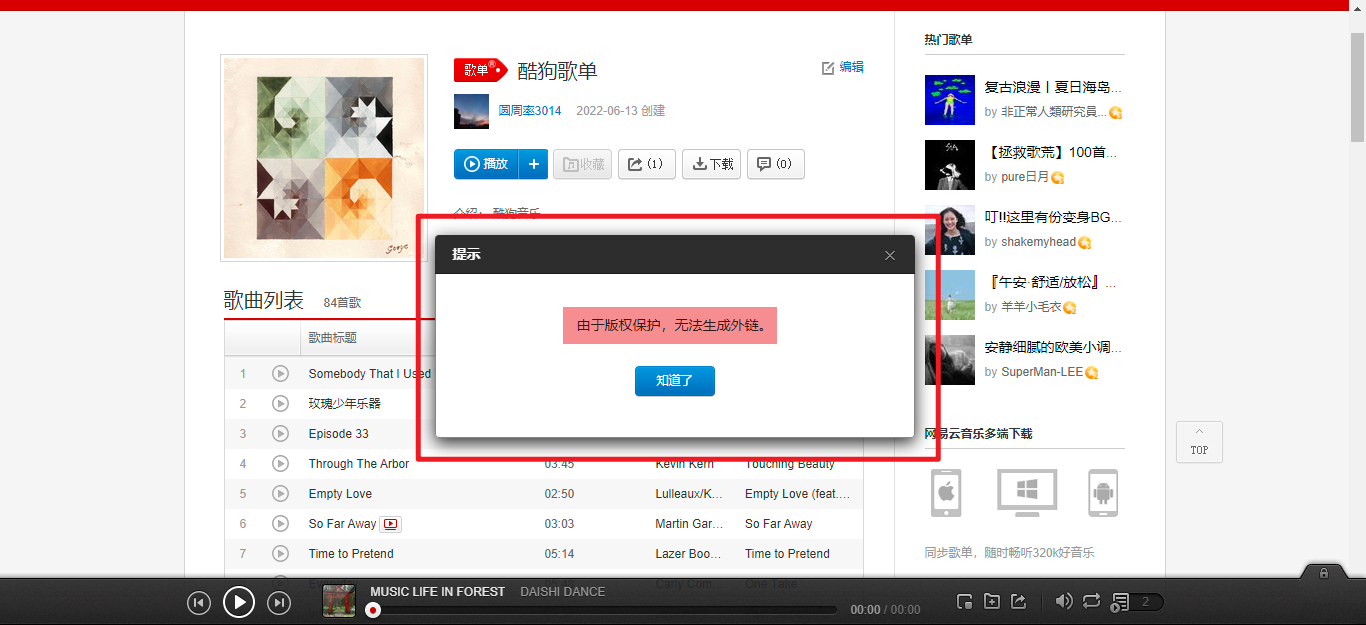 歌单
酷狗歌单
编辑
圆周率3014
2022-06-13 创建
播放
+
收藏
(1)
下载
(0)
介绍： 酷狗音乐
歌曲列表
84首歌
歌曲标题
1 Somebody That I Used
2 玫瑰少年乐器
3 Episode 33
4 Through The Arbor 03:45 Kevin Kern Touching Beauty
5 Empty Love 02:50 Lulleaux/K... Empty Love (feat....
6 So Far Away 03:03 Martin Gar... So Far Away
7 Time to Pretend 05:14 Lazer Boo... Time to Pretend
提示
由于版权保护，无法生成外链。
知道了
热门歌单
复古浪漫丨夏日海岛...
by 非正常人類研究員...
【拯救歌荒】100首...
by pure日月
叮!!这里有份变身BG...
by shakemyhead
『午安·舒适/放松』...
by 羊羊小毛衣
安静细腻的欧美小调...
by SuperMan-LEE
网易云音乐多端下载
同步歌单，随时畅听320k好音乐
TOP
MUSIC LIFE IN FOREST DAISHI DANCE
00:00 / 00:00
2